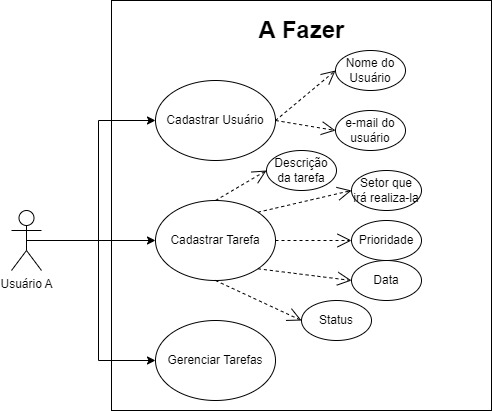 A Fazer
Nome do
Usuário
Cadastrar Usuário
e-mail do
usuário
Descrição
da tarefa
Setor que
irá realiza-la
Cadastrar Tarefa
Prioridade
Usuário A
Data
Status
Gerenciar Tarefas